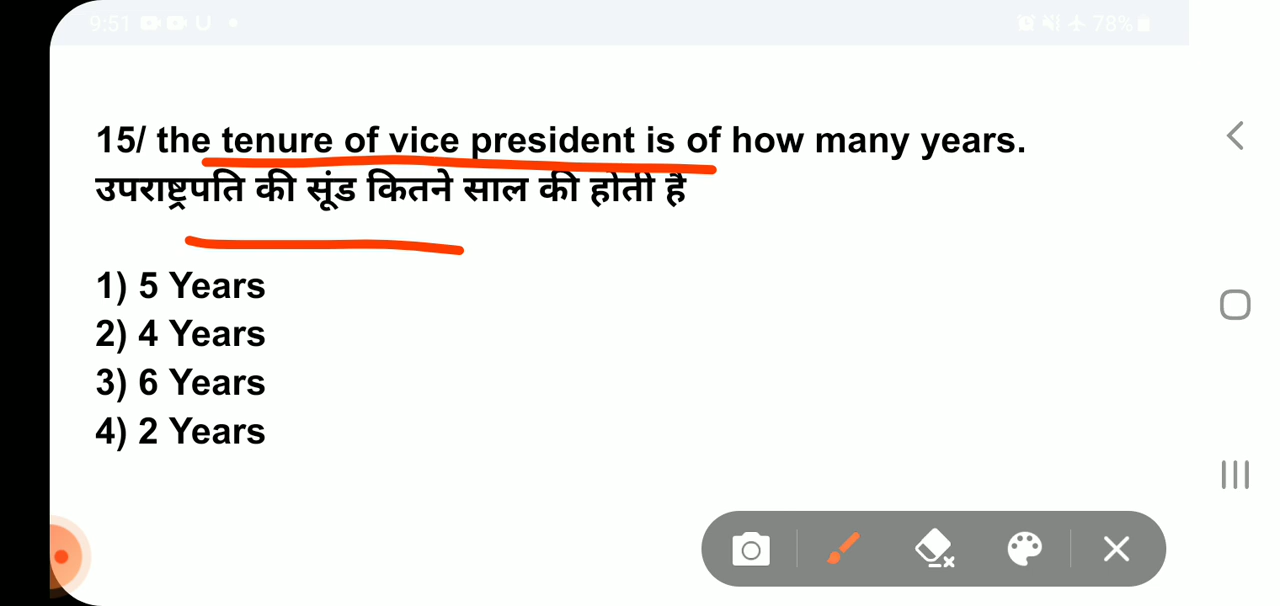 9:51 U
78%
15/ the tenure of vice president is of how many years.
उपराष्ट्रपति की सूंड कितने साल की होती है
1) 5 Years
2) 4 Years
3) 6 Years
4) 2 Years